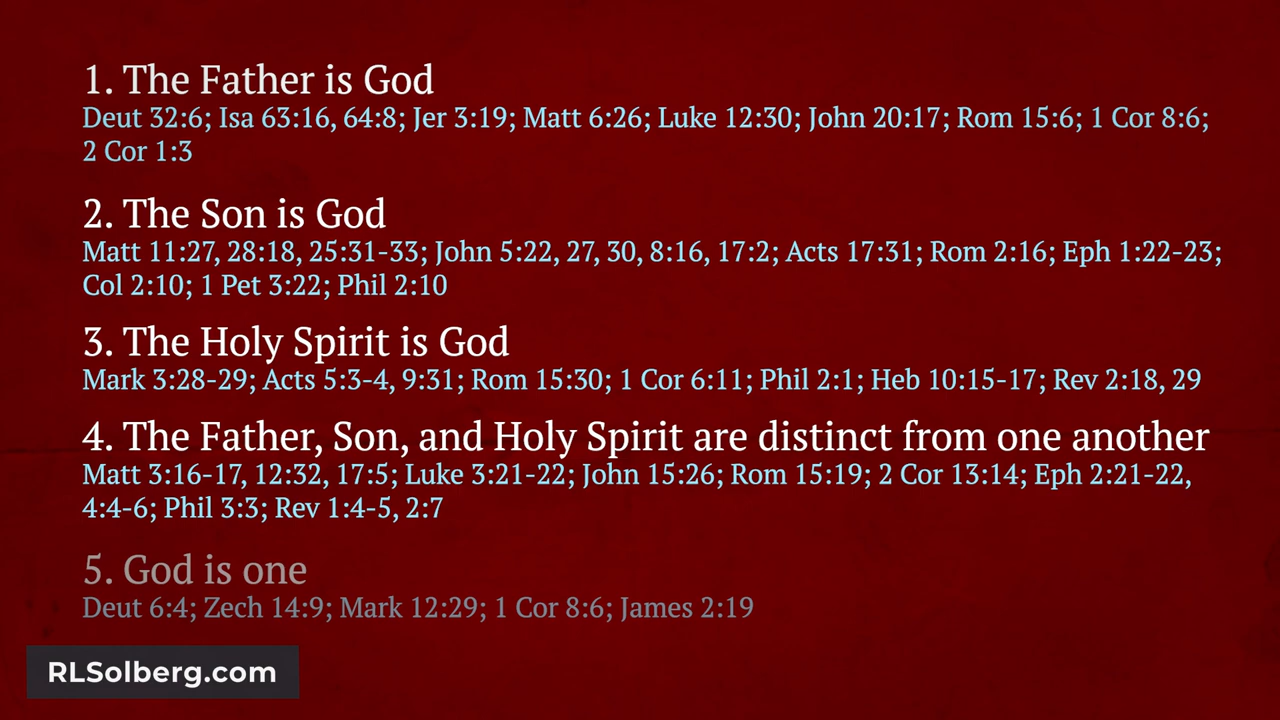 1. The Father is God
Deut 32:6; Isa 63:16, 64:8; Jer 3:19; Matt 6:26; Luke 12:30; John 20:17; Rom 15:6; 1 Cor 8:6;
2 Cor 1:3
2. The Son is God
Matt 11:27, 28:18, 25:31-33; John 5:22, 27, 30, 8:16, 17:2; Acts 17:31; Rom 2:16; Eph 1:22-23;
Col 2:10; 1 Pet 3:22; Phil 2:10
3. The Holy Spirit is God
Mark 3:28-29; Acts 5:3-4, 9:31; Rom 15:30; 1 Cor 6:11; Phil 2:1; Heb 10:15-17; Rev 2:18, 29
4. The Father, Son, and Holy Spirit are distinct from one another
Matt 3:16-17, 12:32, 17:5; Luke 3:21-22; John 15:26; Rom 15:19; 2 Cor 13:14; Eph 2:21-22,
4:4-6; Phil 3:3; Rev 1:4-5, 2:7
5. God is one
Deut 6:4; Zech 14:9; Mark 12:29; 1 Cor 8:6; James 2:19
RLSolberg.com